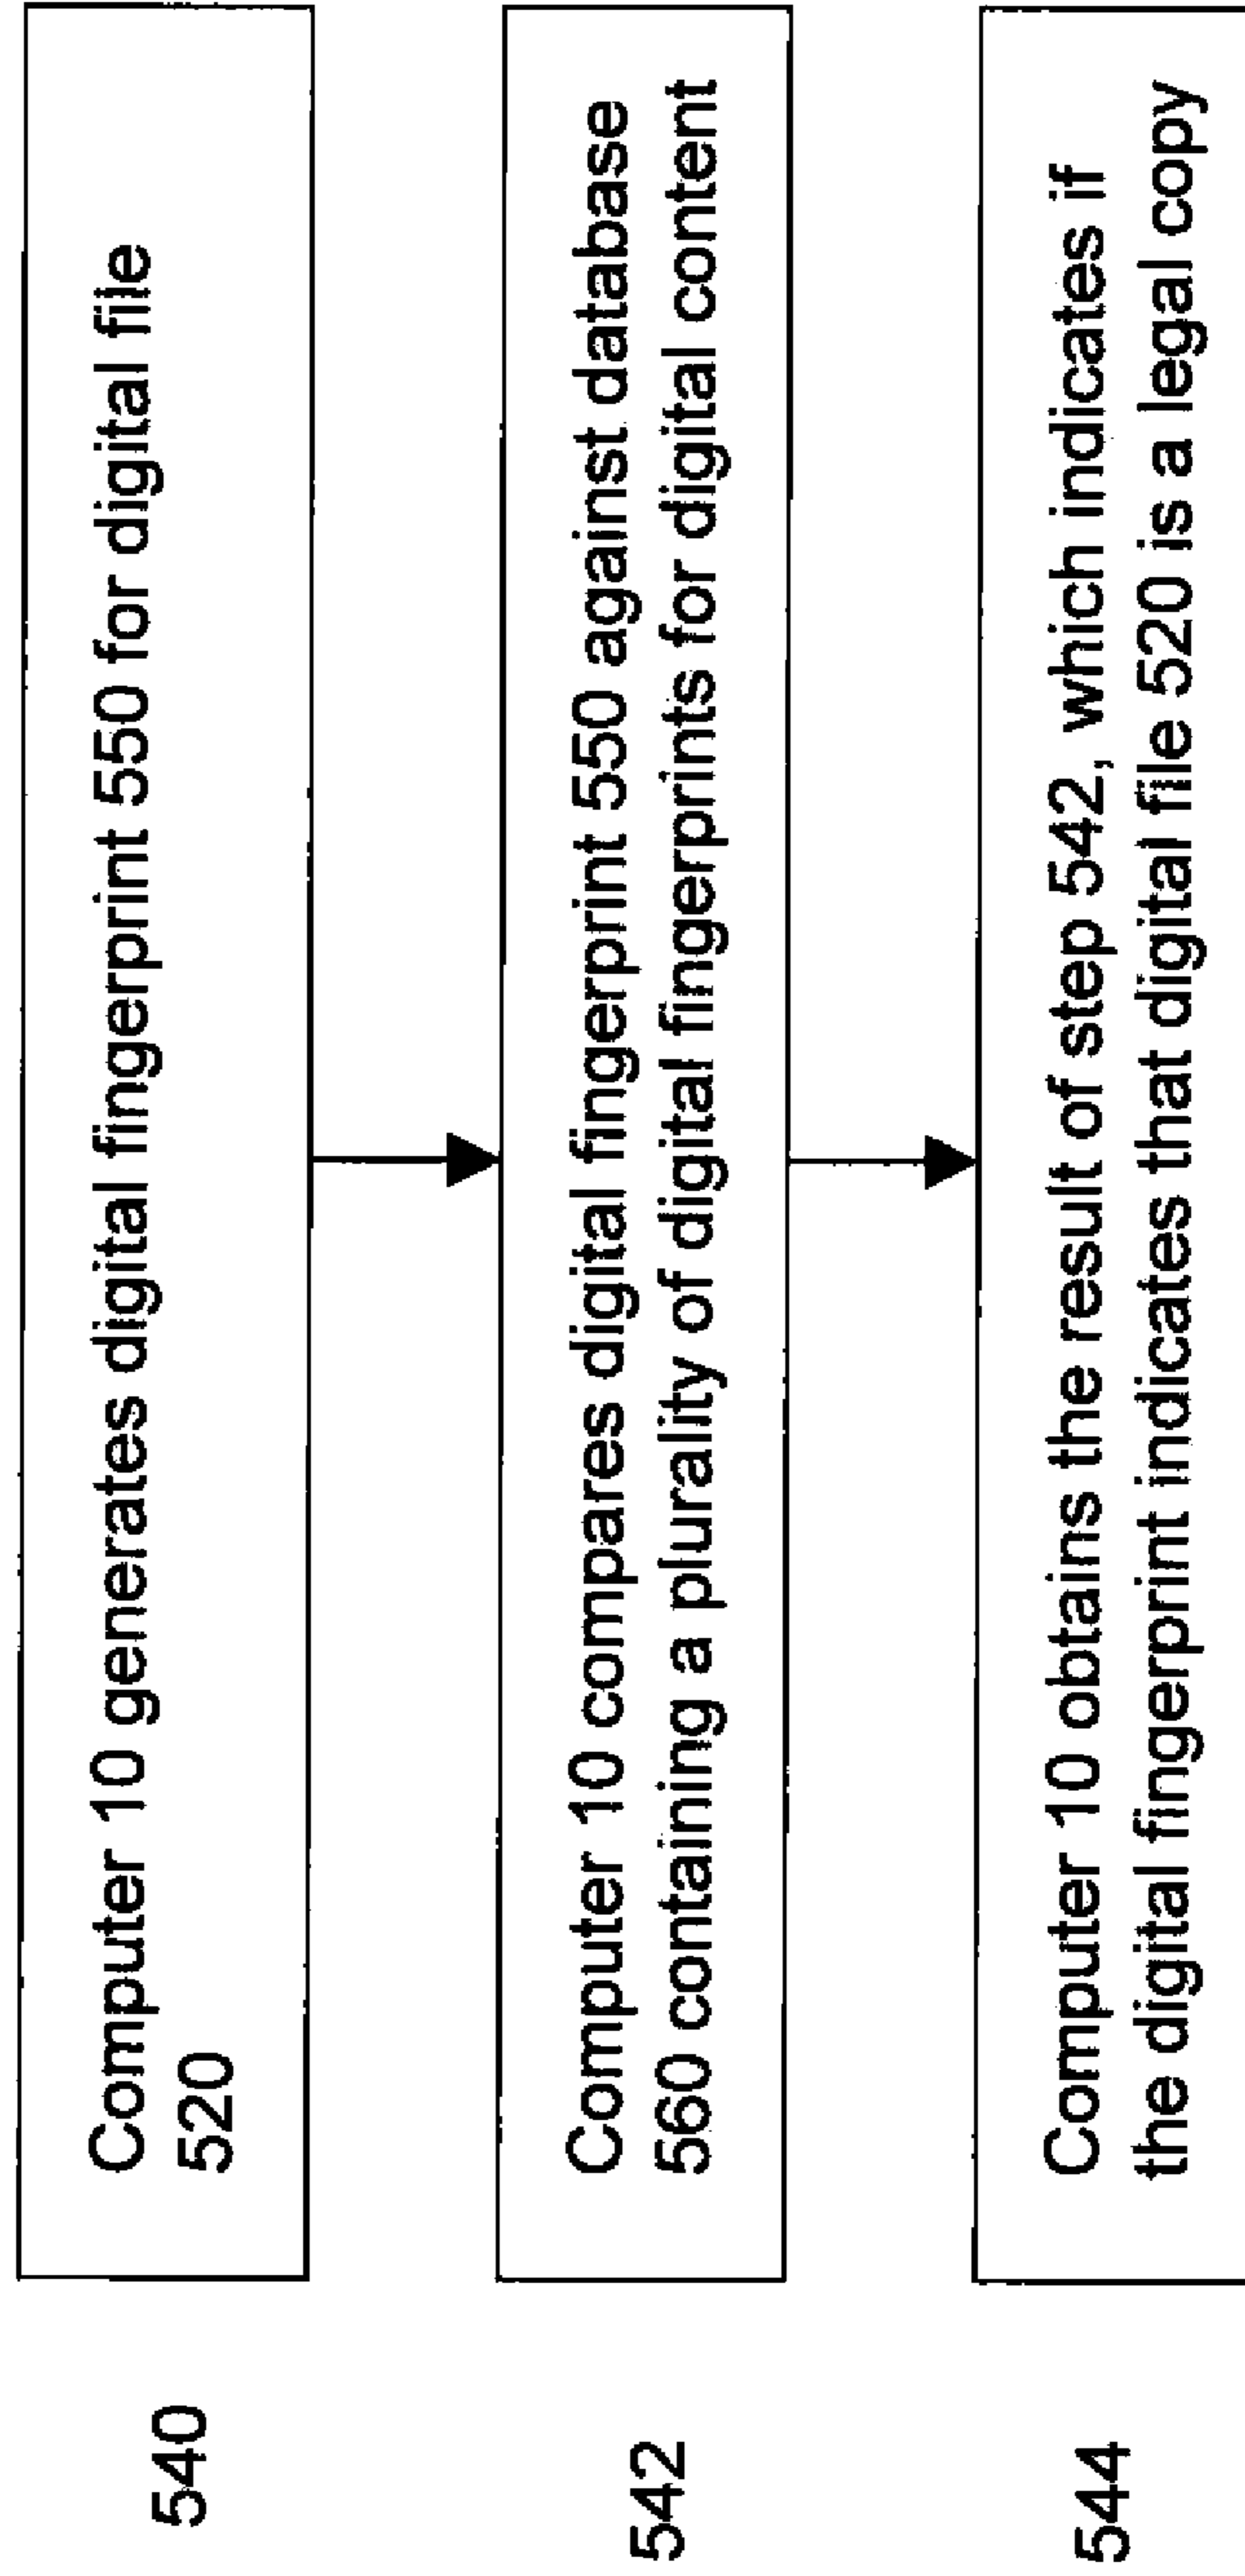 540
Computer 10 generates digital fingerprint 550 for digital file
520
542
Computer 10 compares digital fingerprint 550 against database
560 containing a plurality of digital fingerprints for digital content
544
Computer 10 obtains the result of step 542, which indicates if
the digital fingerprint indicates that digital file 520 is a legal copy